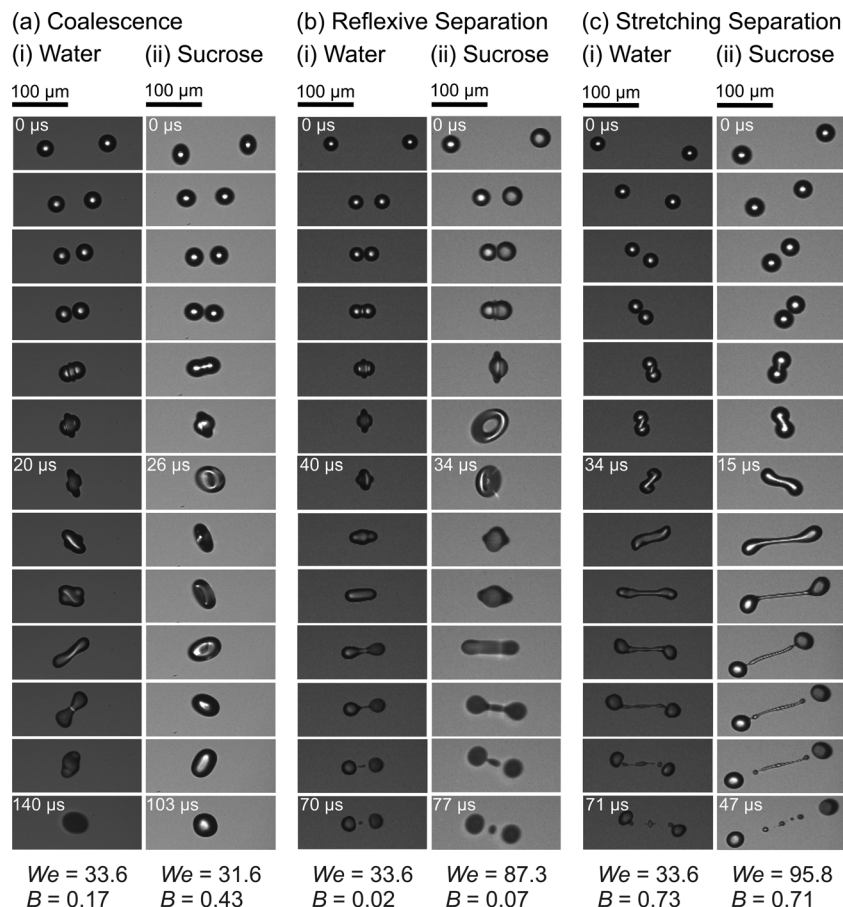 (a) Coalescence (b) Reflexive Separation (c) Stretching Separation
(i) Water (ii) Sucrose (i) Water (ii) Sucrose (i) Water (ii) Sucrose
100 µm 100 µm 100 µm 100 µm 100 µm 100 µm
0 µs 0 µs 0 µs 0 µs 0 µs 0 µs
20 µs 26 µs 40 µs 34 µs 34 µs 15 µs
140 µs 103 µs 70 µs 77 µs 71 µs 47 µs
We = 33.6 We = 31.6 We = 33.6 We = 87.3 We = 33.6 We = 95.8
B = 0.17 B = 0.43 B = 0.02 B = 0.07 B = 0.73 B = 0.71